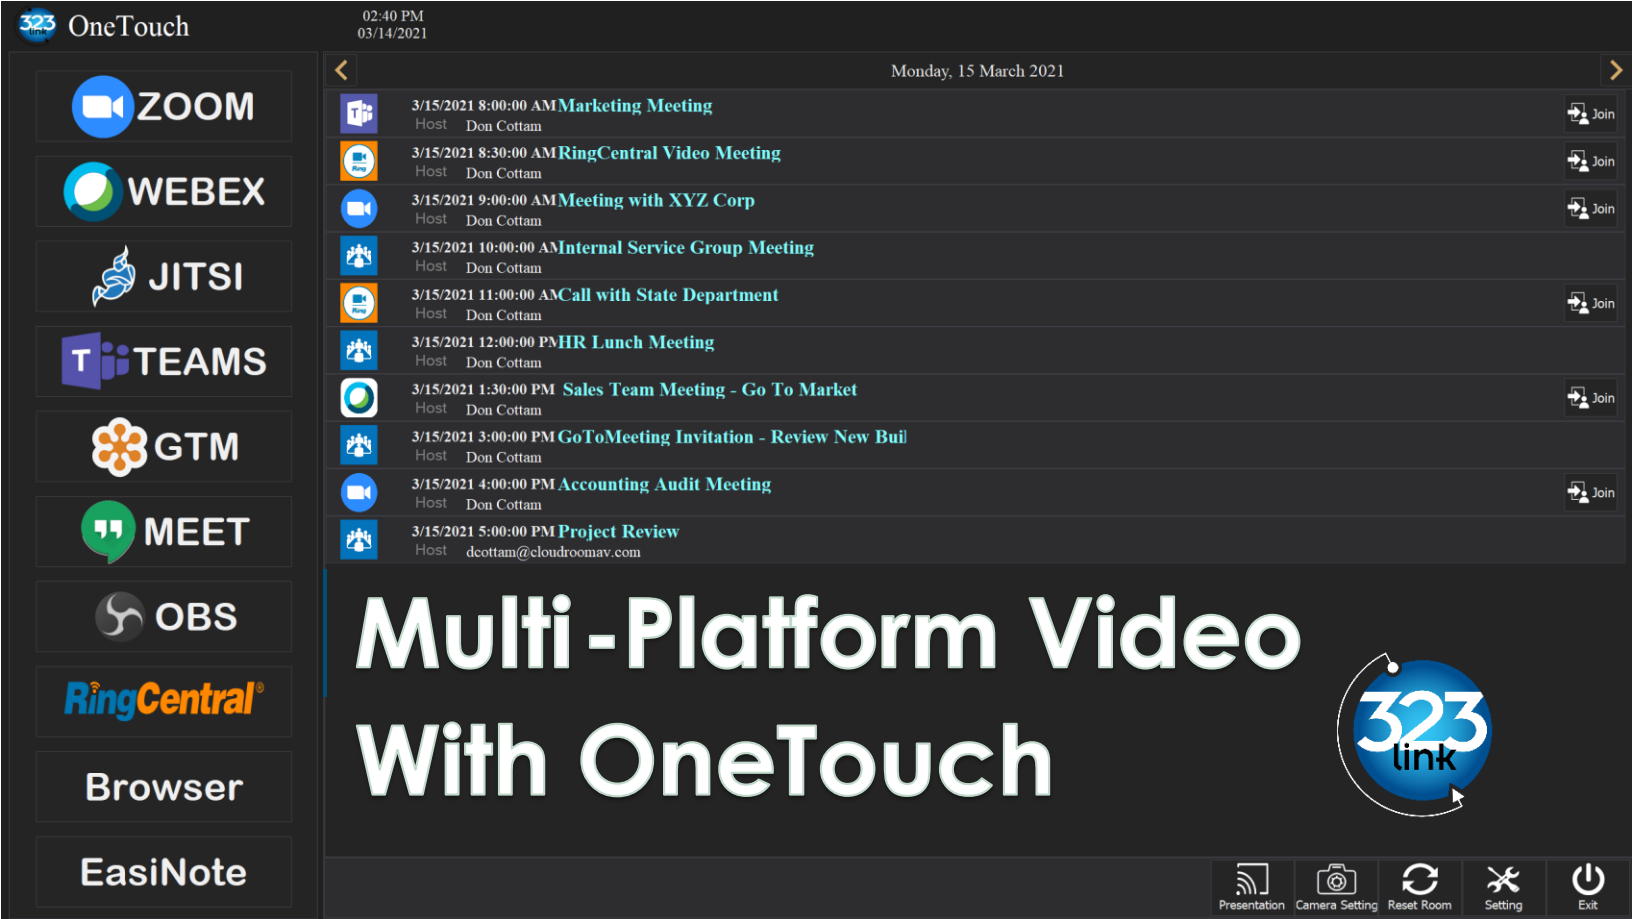 323 link OneTouch
02:40 PM
03/14/2021
ZOOM
WEBEX
JITSI
T TEAMS
GTM
MEET
OBS
RingCentral®
Browser
EasiNote
Monday, 15 March 2021
3/15/2021 8:00:00 AM Marketing Meeting
Host Don Cottam
Join
3/15/2021 8:30:00 AM RingCentral Video Meeting
Host Don Cottam
Join
3/15/2021 9:00:00 AM Meeting with XYZ Corp
Host Don Cottam
Join
3/15/2021 10:00:00 AM Internal Service Group Meeting
Host Don Cottam
3/15/2021 11:00:00 AM Call with State Department
Host Don Cottam
Join
3/15/2021 12:00:00 PM HR Lunch Meeting
Host Don Cottam
3/15/2021 1:30:00 PM Sales Team Meeting - Go To Market
Host Don Cottam
Join
3/15/2021 3:00:00 PM GoToMeeting Invitation - Review New Buil
Host Don Cottam
3/15/2021 4:00:00 PM Accounting Audit Meeting
Host Don Cottam
Join
3/15/2021 5:00:00 PM Project Review
Host dcottam@cloudroomav.com
Multi-Platform Video
With OneTouch
323
link
Presentation
Camera Setting
Reset Room
Setting
Exit